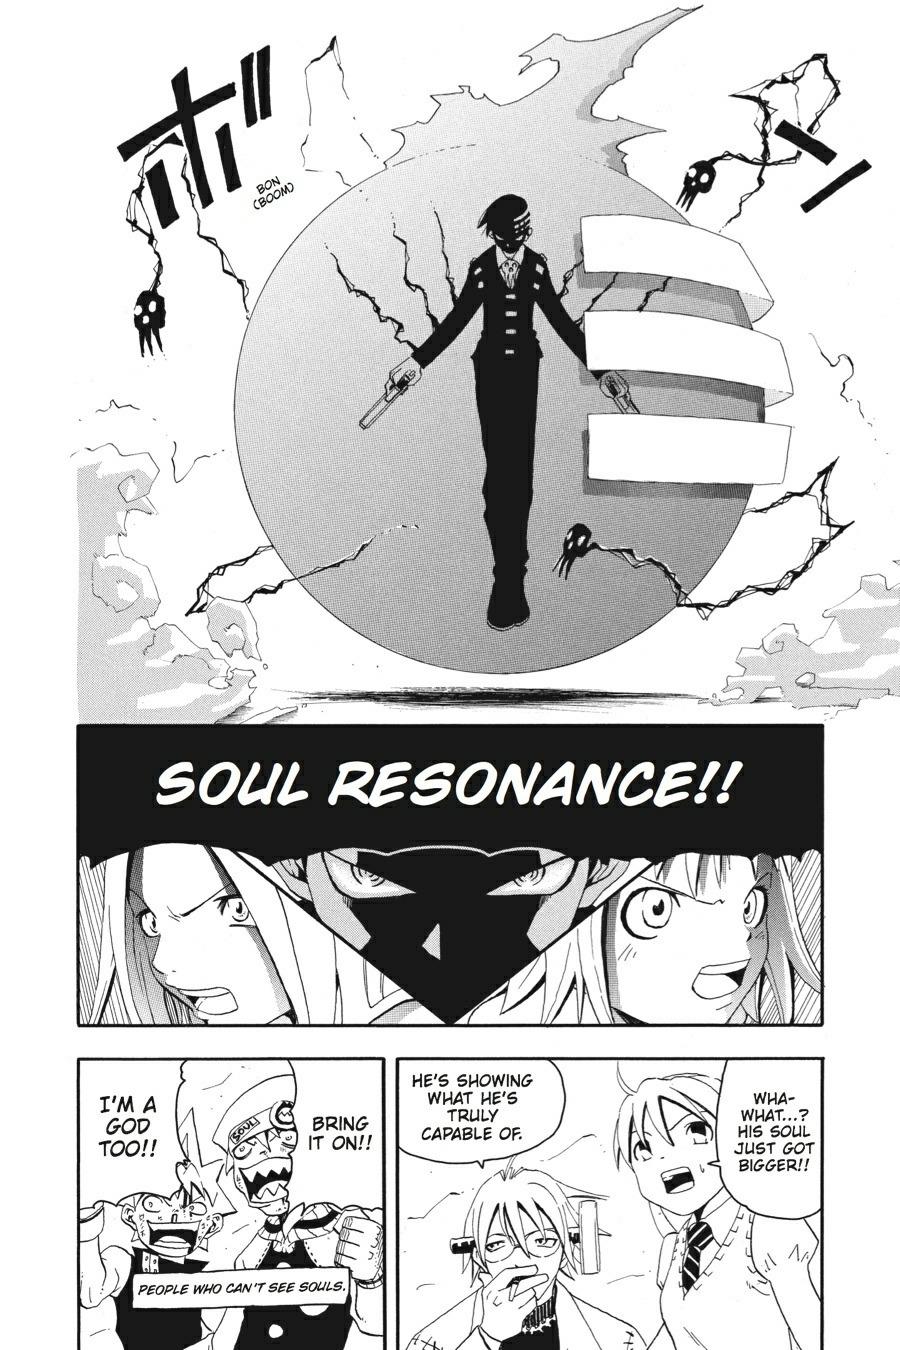 ボン
BON
(BOOM)
SOUL RESONANCE!!
WHA-
WHAT...?
HIS SOUL
JUST GOT
BIGGER!!
HE'S SHOWING
WHAT HE'S
TRULY
CAPABLE OF.
BRING
IT ON!!
I'M A
GOD
TOO!!
SOUL
PEOPLE WHO CAN'T SEE SOULS.